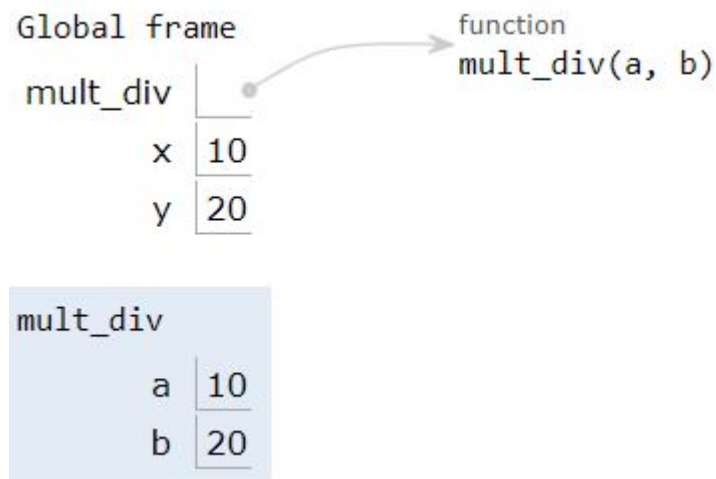 Global frame
function
mult_div(a, b)
mult_div
x 10
y 20
mult_div
a 10
b 20